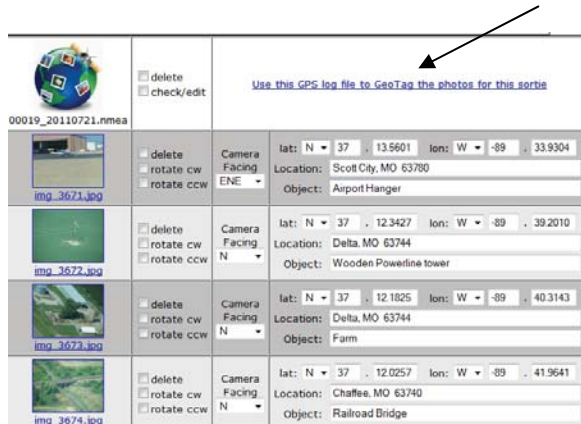 delete
check/edit
Use this GPS log file to GeoTag the photos for this sortie
00019_20110721.nmea
delete
rotate cw
rotate ccw
Camera
Facing
ENE
lat: N 37 . 13.5601 lon: W -89 . 33.9304
Location: Scott City, MO 63780
Object: Airport Hanger
img_3671.jpg
delete
rotate cw
rotate ccw
Camera
Facing
N
lat: N 37 . 12.3427 lon: W -89 . 39.2010
Location: Delta, MO 63744
Object: Wooden Powerline tower
img_3672.jpg
delete
rotate cw
rotate ccw
Camera
Facing
N
lat: N 37 . 12.1825 lon: W -89 . 40.3143
Location: Delta, MO 63744
Object: Farm
img_3673.jpg
delete
rotate cw
rotate ccw
Camera
Facing
N
lat: N 37 . 12.0257 lon: W -89 . 41.9641
Location: Chaffee, MO 63740
Object: Railroad Bridge
img_3674.jpg